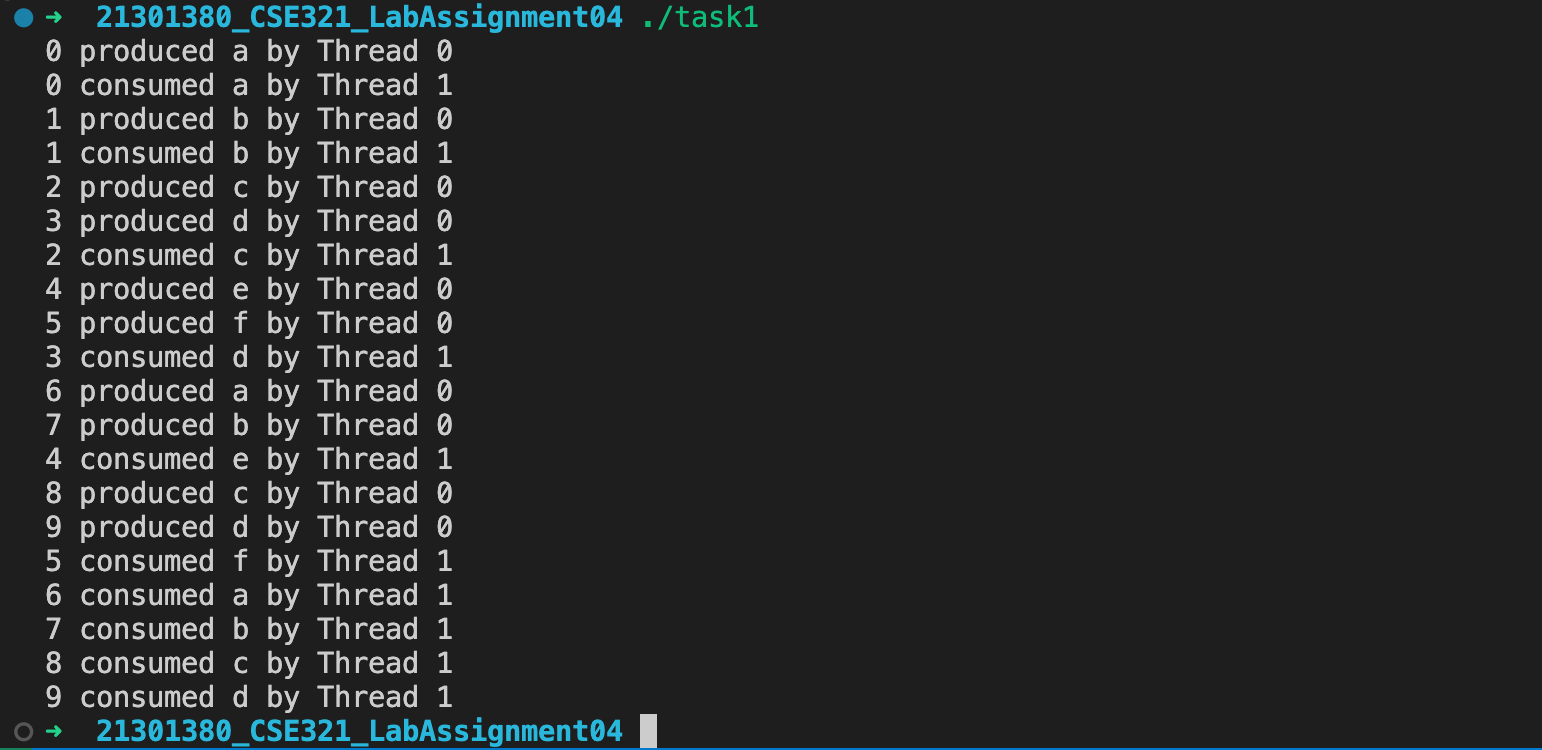 ➜ 21301380_CSE321_LabAssignment04 ./task1
0 produced a by Thread 0
0 consumed a by Thread 1
1 produced b by Thread 0
1 consumed b by Thread 1
2 produced c by Thread 0
3 produced d by Thread 0
2 consumed c by Thread 1
4 produced e by Thread 0
5 produced f by Thread 0
3 consumed d by Thread 1
6 produced a by Thread 0
7 produced b by Thread 0
4 consumed e by Thread 1
8 produced c by Thread 0
9 produced d by Thread 0
5 consumed f by Thread 1
6 consumed a by Thread 1
7 consumed b by Thread 1
8 consumed c by Thread 1
9 consumed d by Thread 1
➜ 21301380_CSE321_LabAssignment04